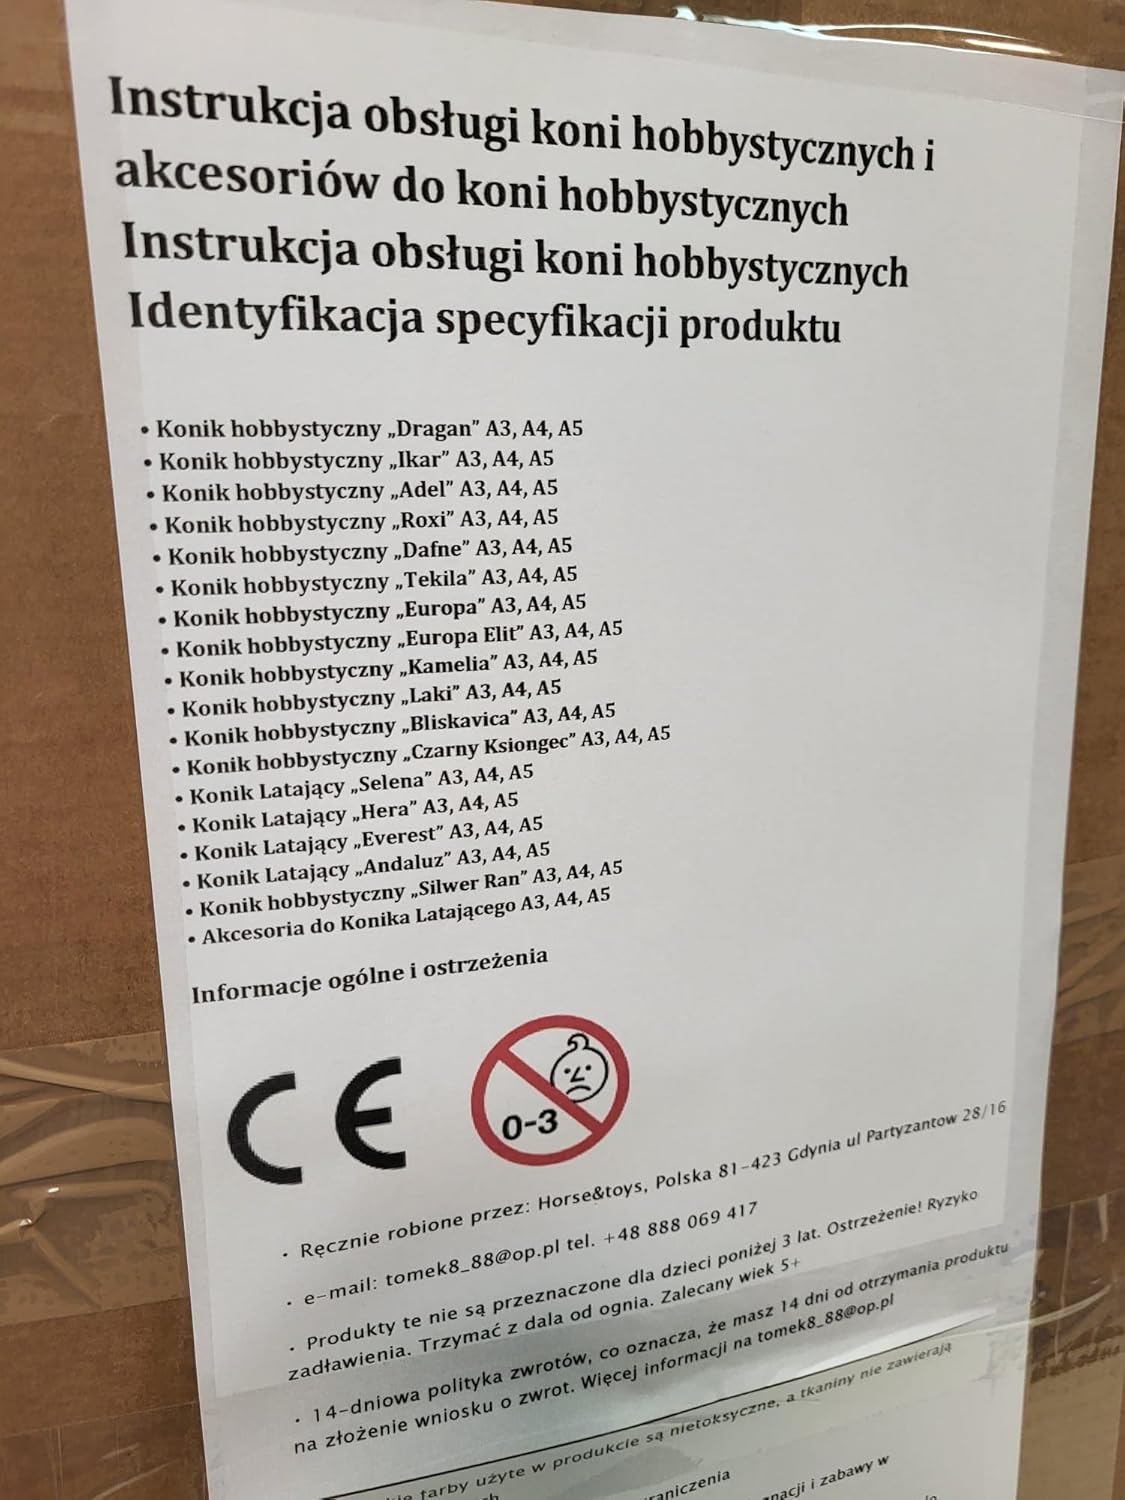 Instrukcja obsługi koni hobbystycznych i
akcesoriów do koni hobbystycznych
Instrukcja obsługi koni hobbystycznych
Identyfikacja specyfikacji produktu
• Konik hobbystyczny „Dragan” A3, A4, A5
• Konik hobbystyczny „Ikar” A3, A4, A5
• Konik hobbystyczny „Adel” A3, A4, A5
• Konik hobbystyczny „Roxi” A3, A4, A5
• Konik hobbystyczny „Dafne” A3, A4, A5
• Konik hobbystyczny „Tekila” A3, A4, A5
• Konik hobbystyczny „Europa” A3, A4, A5
• Konik hobbystyczny „Europa Elit” A3, A4, A5
• Konik hobbystyczny „Kamelia” A3, A4, A5
• Konik hobbystyczny „Laki” A3, A4, A5
• Konik hobbystyczny „Bliskavica” A3, A4, A5
• Konik hobbystyczny „Czarny Ksiongec” A3, A4, A5
• Konik Latający „Selena” A3, A4, A5
• Konik Latający „Hera” A3, A4, A5
• Konik Latający „Everest” A3, A4, A5
• Konik Latający „Andaluz” A3, A4, A5
• Konik hobbystyczny „Silwer Ran” A3, A4, A5
• Akcesoria do Konika Latającego A3, A4, A5
Informacje ogólne i ostrzeżenia
CE
0-3
• Ręcznie robione przez: Horse&toys, Polska 81-423 Gdynia ul Partyzantow 28/16
• e-mail: tomek8_88@op.pl tel. +48 888 069 417
• Produkty te nie są przeznaczone dla dzieci poniżej 3 lat. Ostrzeżenie! Ryzyko
zadławienia. Trzymać z dala od ognia. Zalecany wiek 5+
• 14-dniowa polityka zwrotów, co oznacza, że masz 14 dni od otrzymania produktu
na złożenie wniosku o zwrot. Więcej informacji na tomek8_88@op.pl
farby użyte w produkcie są nietoksyczne, a tkaniny nie zawierają
i zabawy w